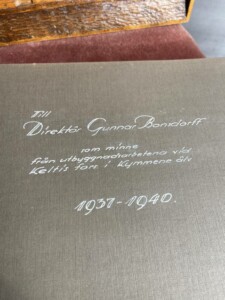 Till
Direktör Gunnar Bonsdorff
som minne
från utbyggnadsarbetena vid
Keltis fors i Kymmene älv
1937-1940.